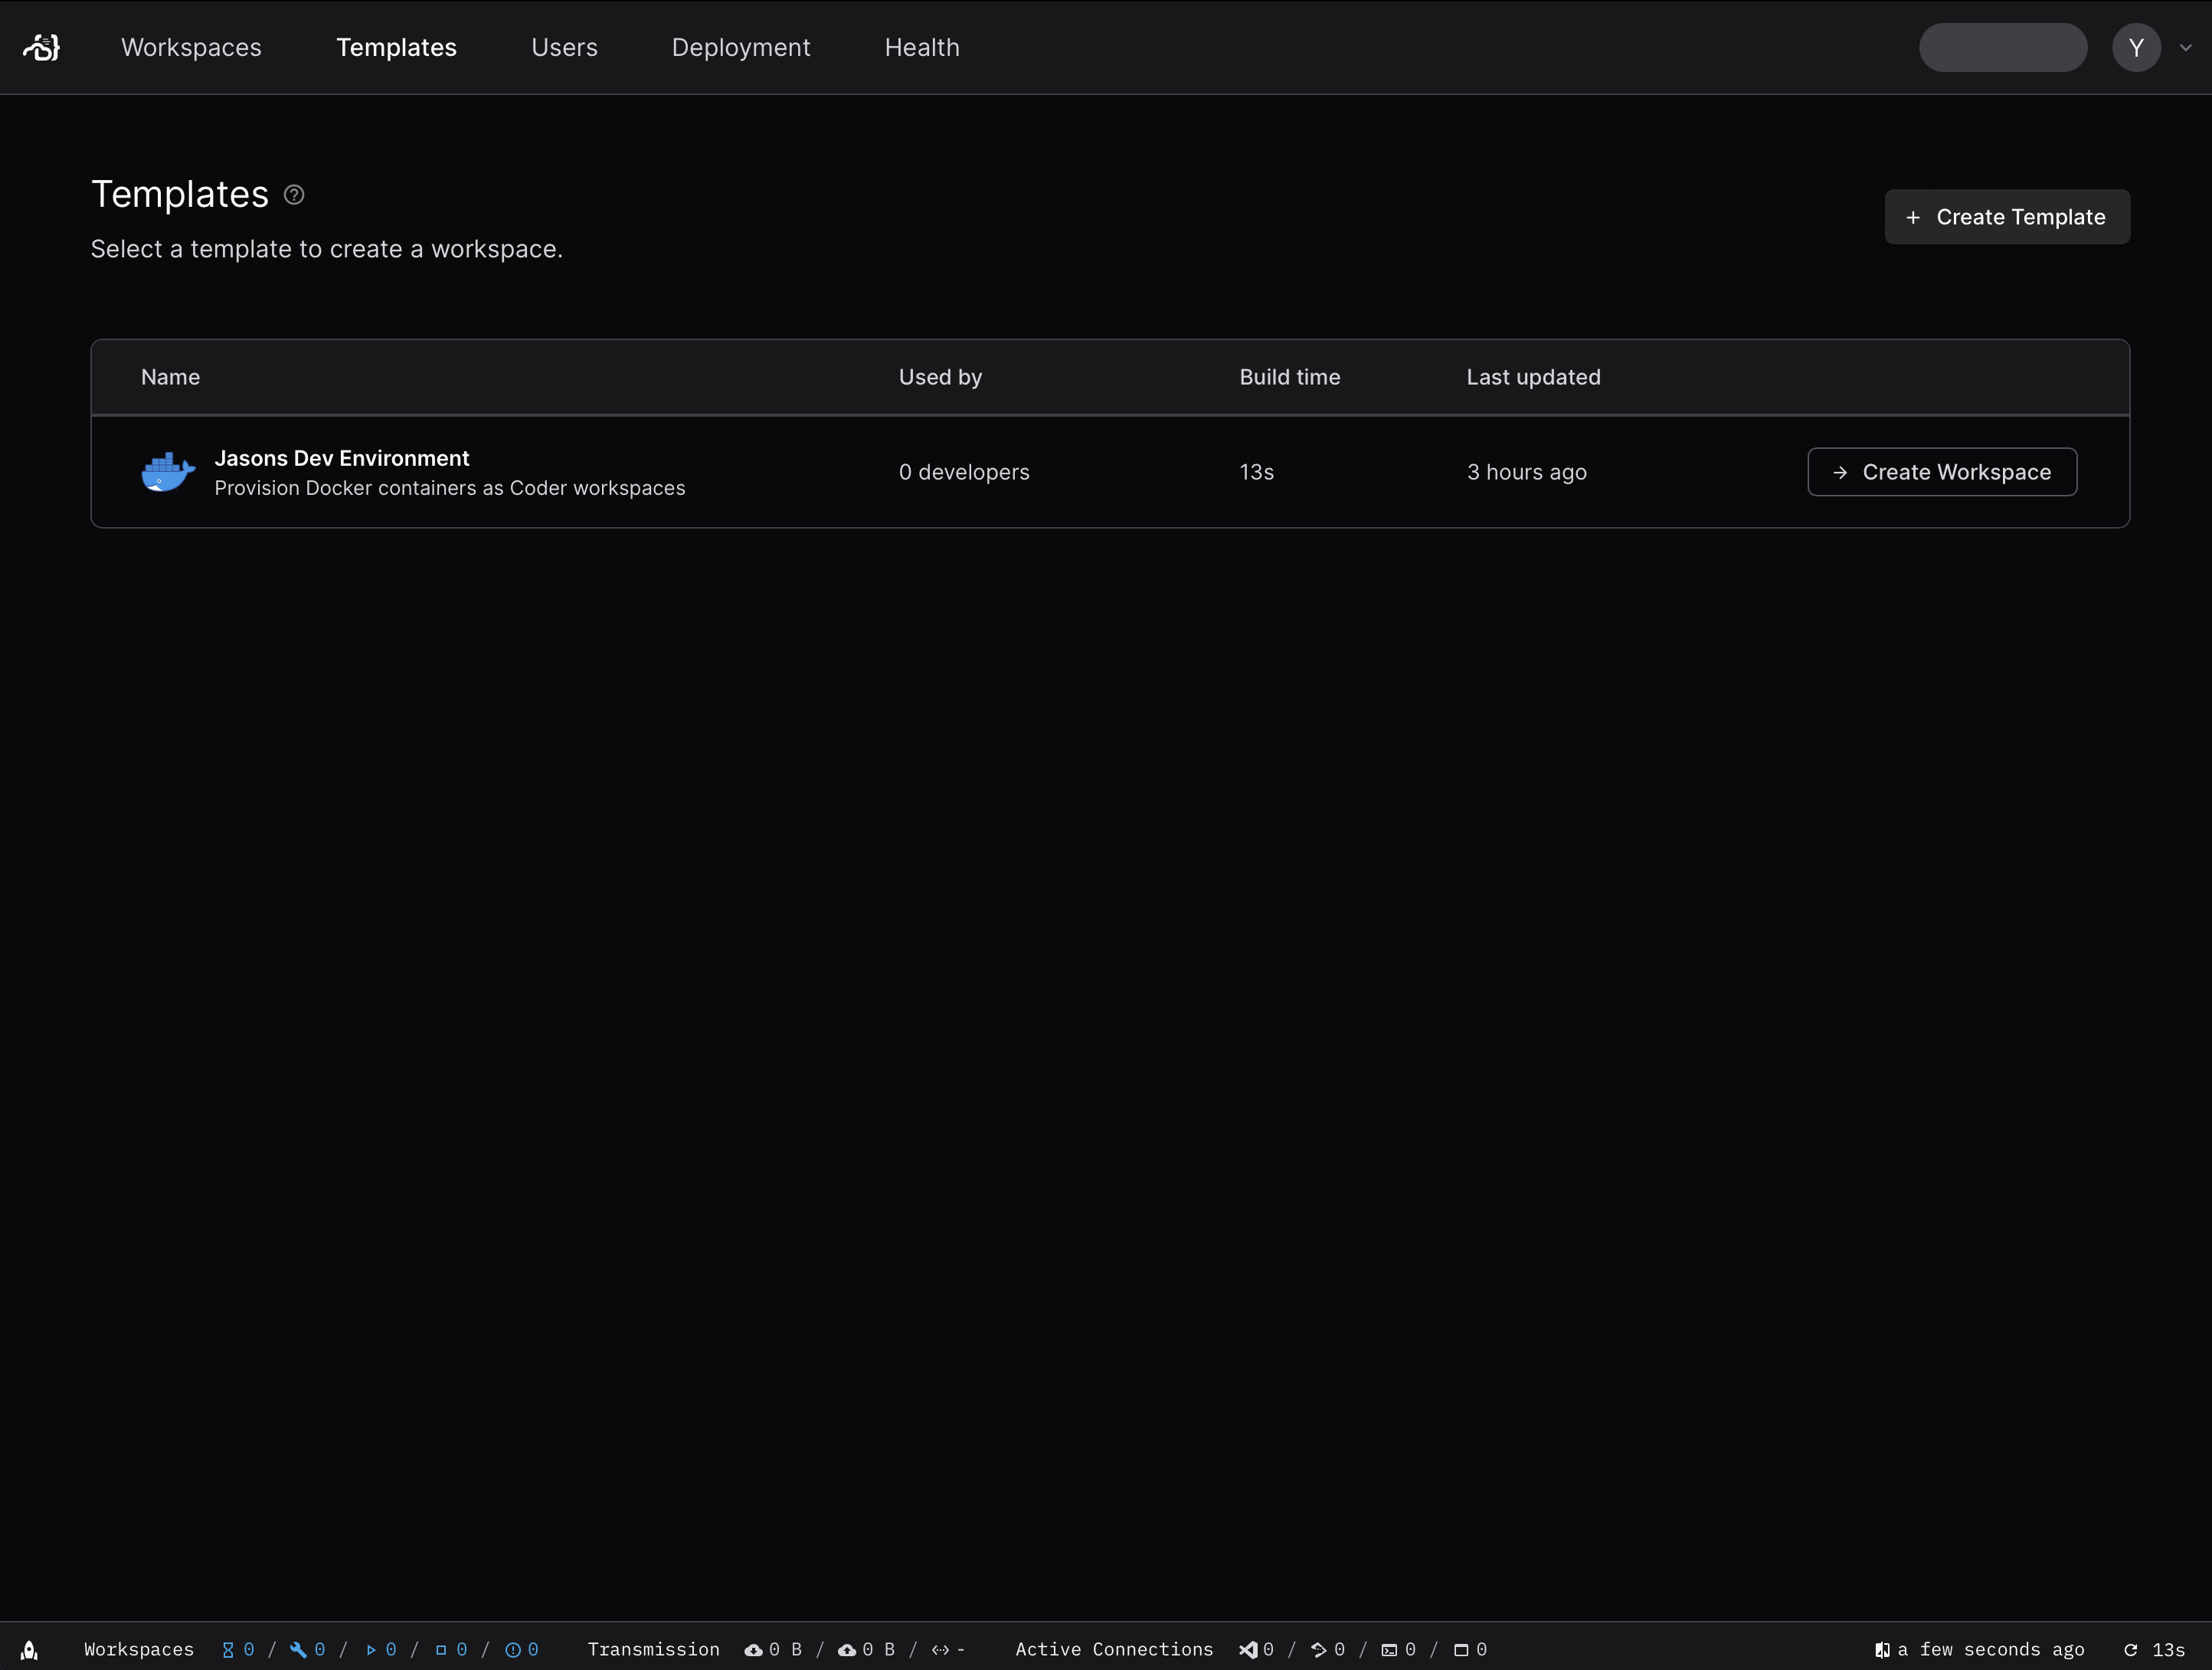 Workspaces Templates Users Deployment Health Y
Templates
Select a template to create a workspace.
+ Create Template
Name Used by Build time Last updated
Jasons Dev Environment
Provision Docker containers as Coder workspaces
0 developers 13s 3 hours ago → Create Workspace
Workspaces 0 / 0 / 0 / 0 / 0 Transmission 0 B / 0 B / - Active Connections 0 / 0 / 0 / 0 a few seconds ago 13s